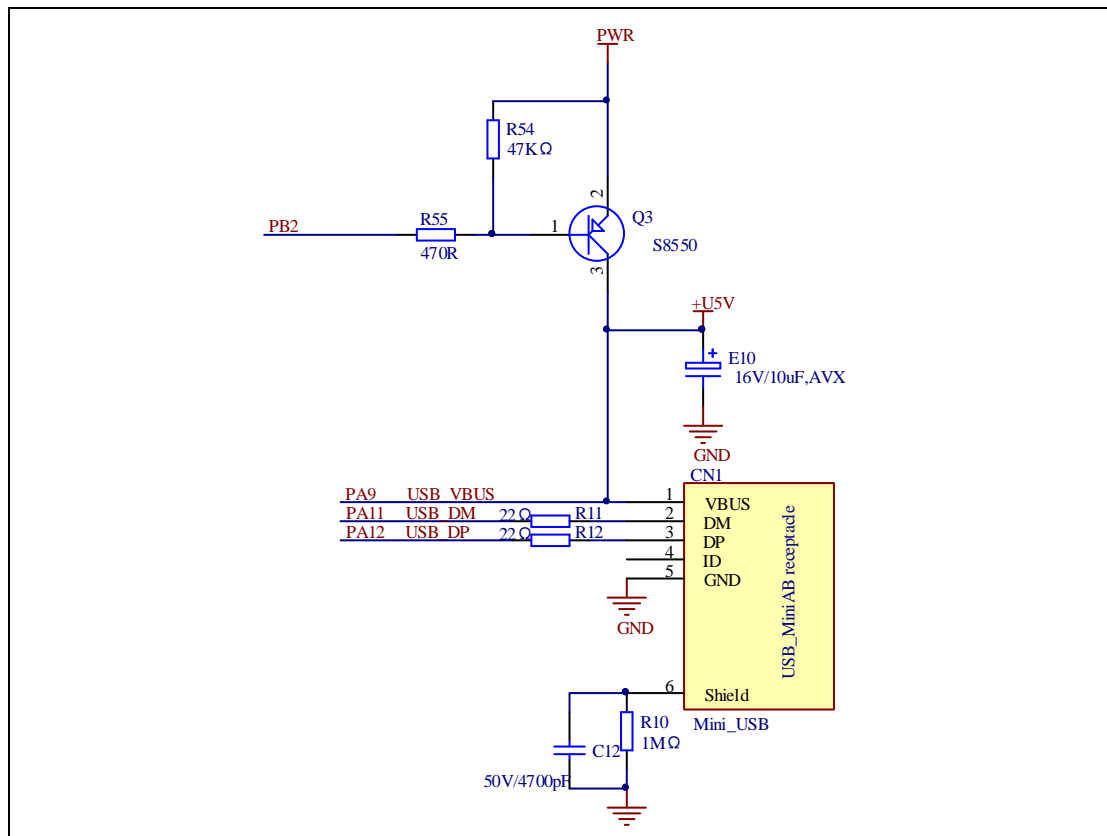 PWR
R54
47KΩ
2
Q3
PB2
R55
1
470R
S8550
3
+U5V
+
E10
16V/10uF,AVX
GND
CN1
PA9 USB_VBUS
1
VBUS
PA11 USB_DM 22Ω R11
2
DM
PA12 USB_DP 22Ω R12
3
DP
4
ID
5
GND
GND
USB_MiniAB receptacle
6
Shield
Mini_USB
R10
1MΩ
C12
50V/4700pF